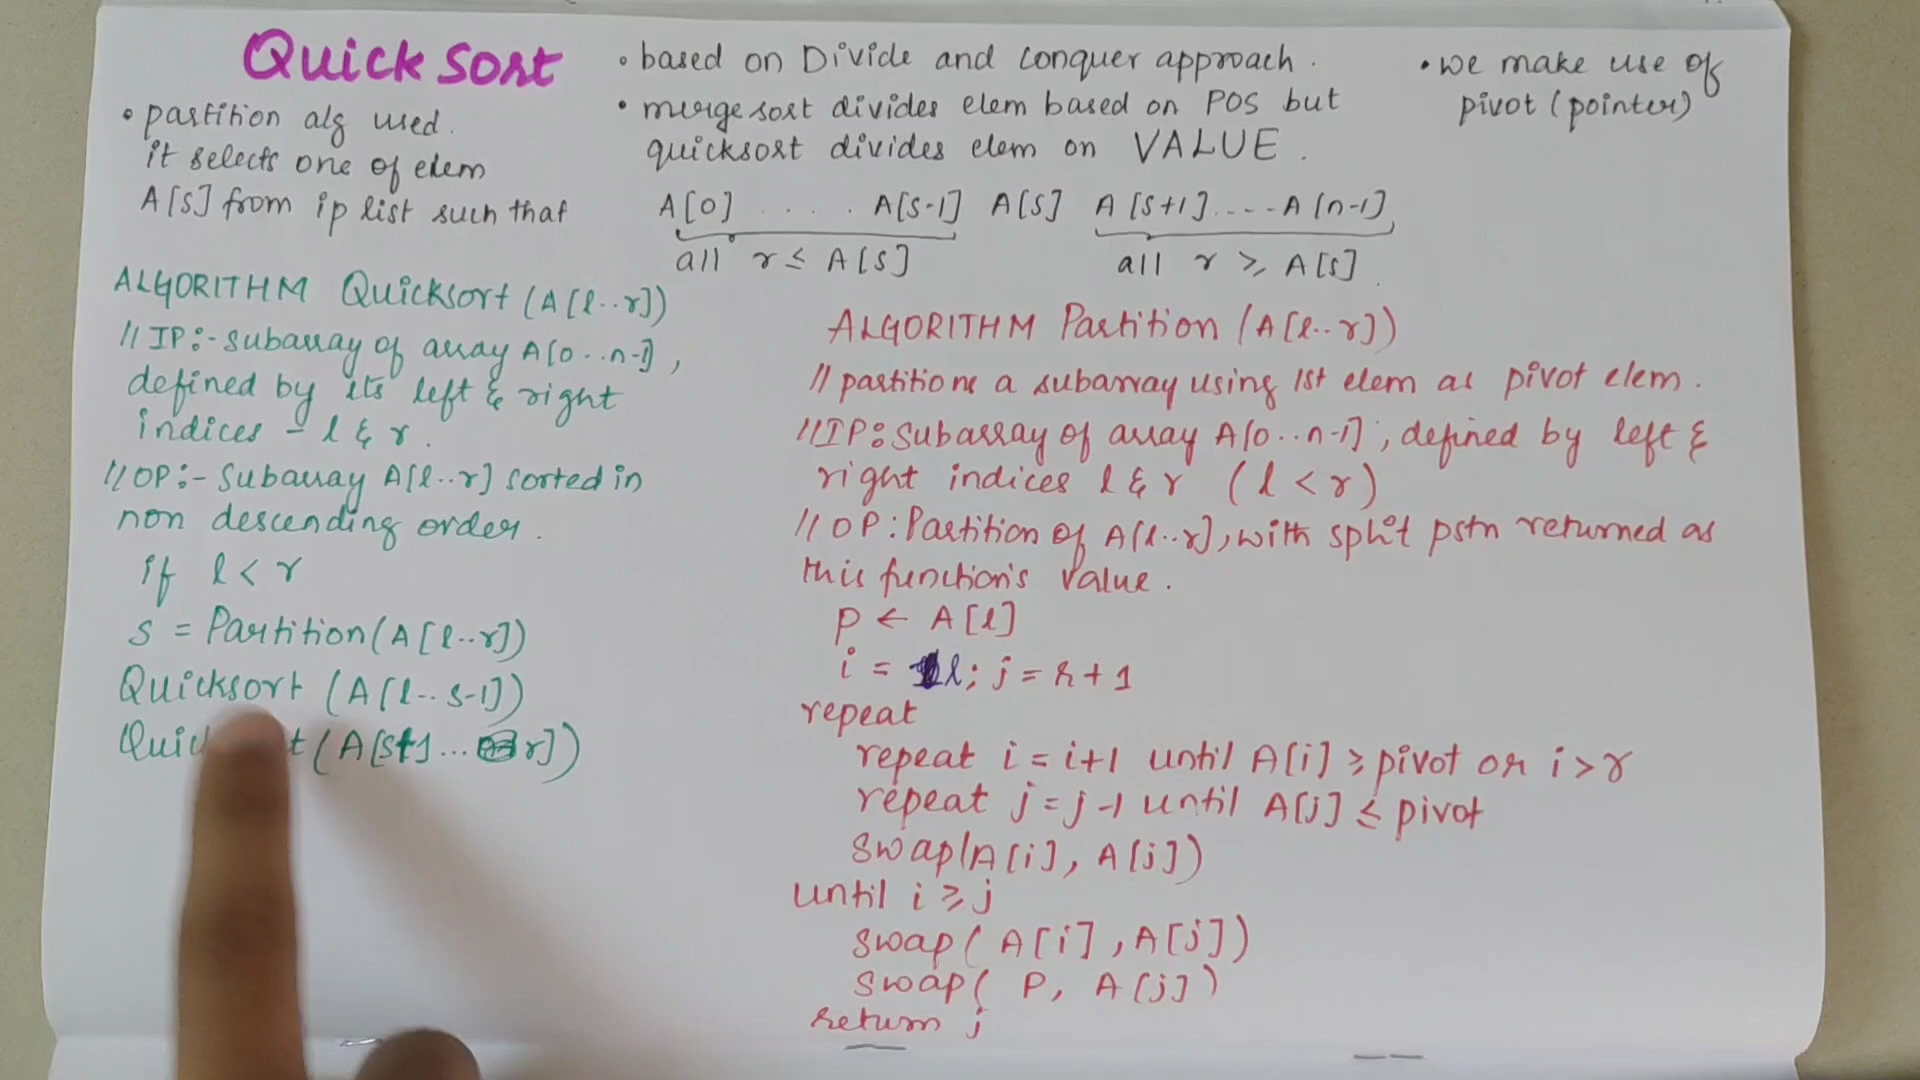 Quick Sort
• partition alg used.
it selects one of elem
A[S] from ip list such that
• based on Divide and conquer approach.
• merge sort divides elem based on POS but
quicksort divides elem on VALUE.
• we make use of
pivot (pointer)
A[0] .... A[S-1] A[S] A[S+1]....A[n-1]
all r ≤ A[S] all r ≥ A[S]
ALGORITHM Quicksort (A[l..r])
// IP:- subarray of array A[0..n-1],
defined by its left & right
indices - l & r.
// OP:- Subarray A[l..r] sorted in
non descending order.
if l < r
s = Partition(A[l..r])
Quicksort (A[l..s-1])
(A[s+1...r])
ALGORITHM Partition (A[l..r])
// partitions a subarray using 1st elem as pivot elem.
// IP: subarray of array A[0..n-1], defined by left &
right indices l & r (l < r)
// OP: Partition of A[l..r], with split pstn returned as
this function's value.
p ← A[l]
i = l; j = r + 1
repeat
repeat i = i+1 until A[i] ≥ pivot or i > r
repeat j = j-1 until A[j] ≤ pivot
swap(A[i], A[j])
until i ≥ j
swap( A[i], A[j])
swap( P, A[j])
return j